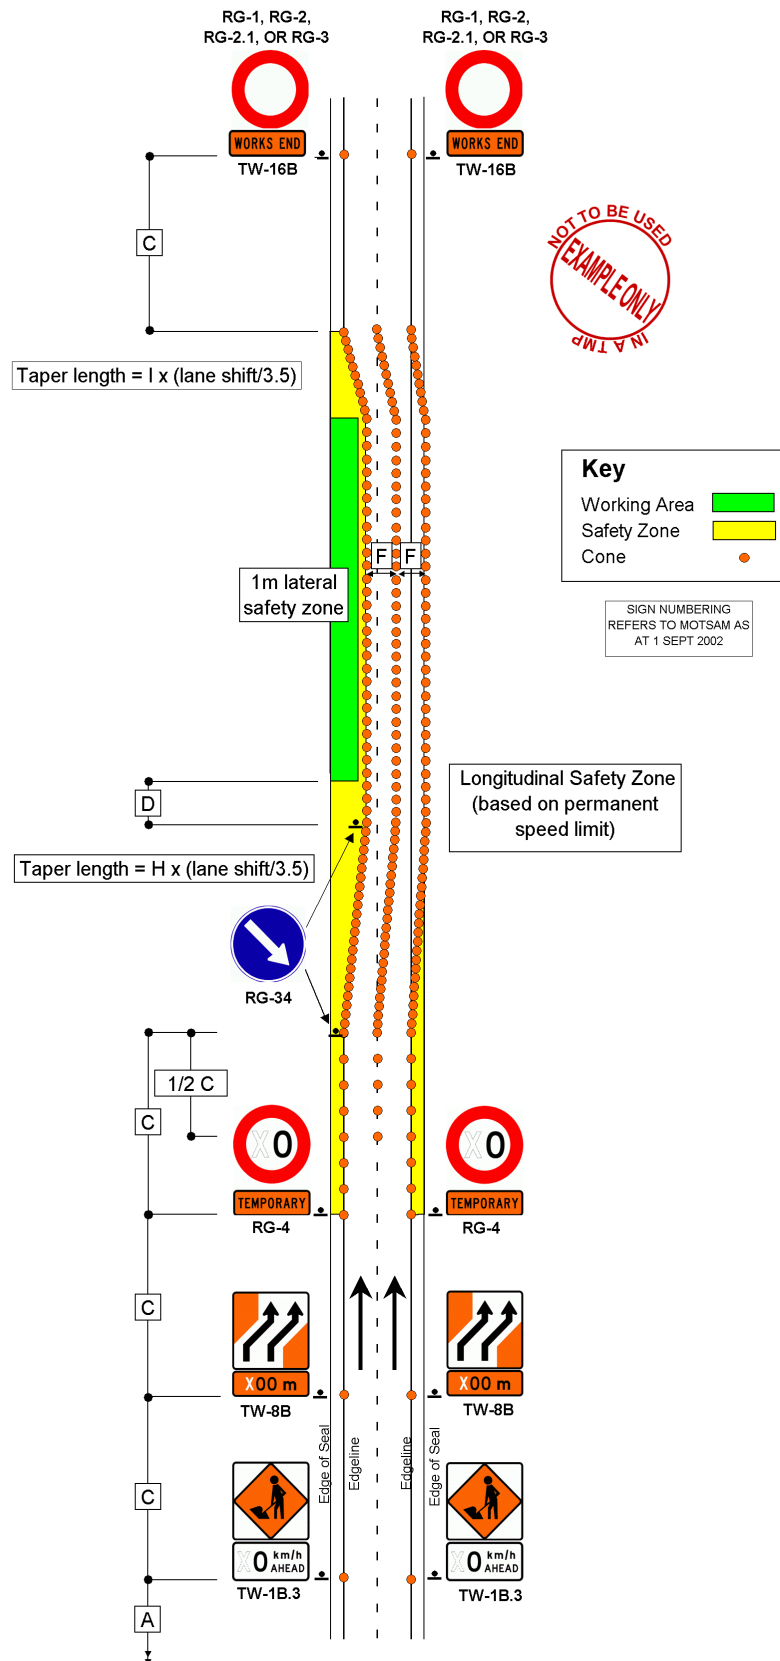 RG-1, RG-2,
RG-2.1, OR RG-3
RG-1, RG-2,
RG-2.1, OR RG-3
WORKS END
WORKS END
TW-16B
TW-16B
C
NOT TO BE USED
EXAMPLE ONLY
IN A TMP
Taper length = I x (lane shift/3.5)
Key
Working Area
Safety Zone
Cone
F
F
1m lateral
safety zone
SIGN NUMBERING
REFERS TO MOTSAM AS
AT 1 SEPT 2002
Longitudinal Safety Zone
(based on permanent
speed limit)
D
Taper length = H x (lane shift/3.5)
RG-34
1/2 C
C
X0
X0
TEMPORARY
TEMPORARY
RG-4
RG-4
C
X00 m
X00 m
TW-8B
TW-8B
Edge of Seal
Edgeline
Edgeline
Edge of Seal
C
X0 km/h
AHEAD
X0 km/h
AHEAD
TW-1B.3
TW-1B.3
A